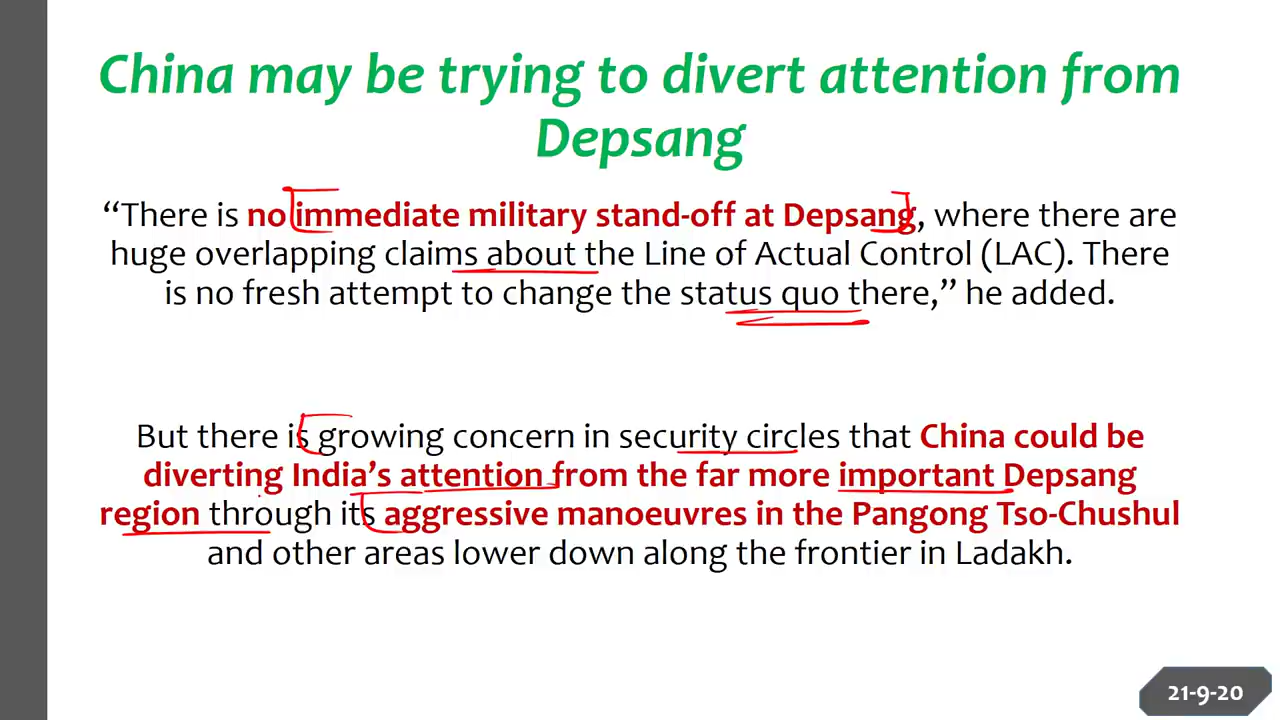 China may be trying to divert attention from
Depsang
“There is no immediate military stand-off at Depsang, where there are
huge overlapping claims about the Line of Actual Control (LAC). There
is no fresh attempt to change the status quo there,” he added.
But there is growing concern in security circles that China could be
diverting India’s attention from the far more important Depsang
region through its aggressive manoeuvres in the Pangong Tso-Chushul
and other areas lower down along the frontier in Ladakh.
21-9-20